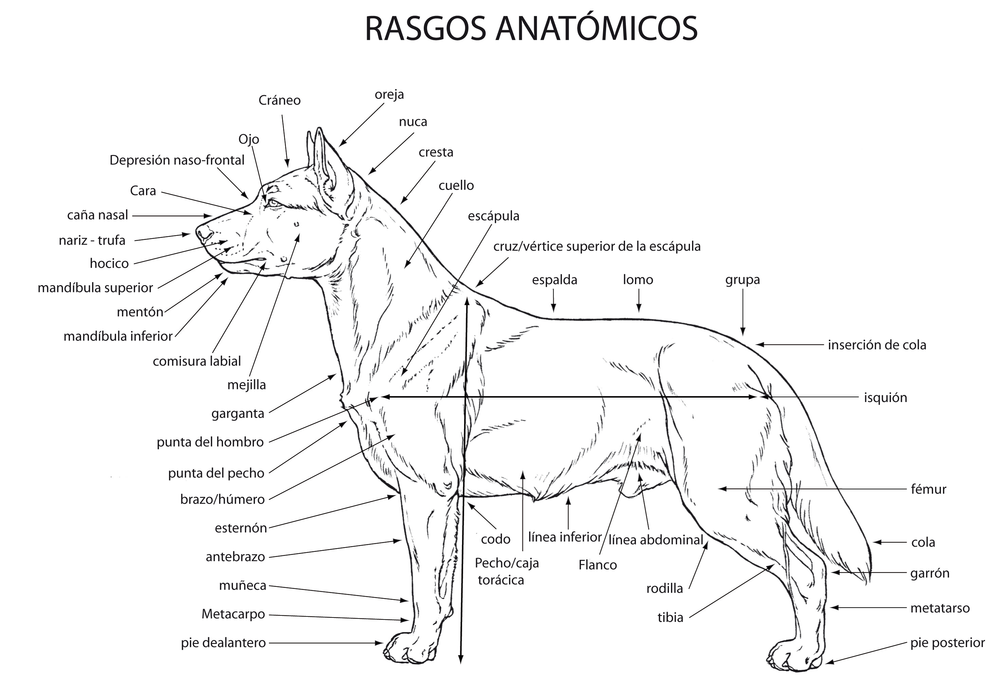 RASGOS ANATÓMICOS
Cráneo
oreja
nuca
Ojo
cresta
Depresión naso-frontal
cuello
Cara
caña nasal
escápula
nariz - trufa
cruz/vértice superior de la escápula
hocico
espalda
lomo
grupa
mandíbula superior
mentón
mandíbula inferior
inserción de cola
comisura labial
mejilla
isquión
garganta
punta del hombro
punta del pecho
fémur
brazo/húmero
esternón
codo
línea inferior
línea abdominal
cola
antebrazo
Pecho/caja
torácica
Flanco
garrón
muñeca
rodilla
metatarso
Metacarpo
tibia
pie dealantero
pie posterior